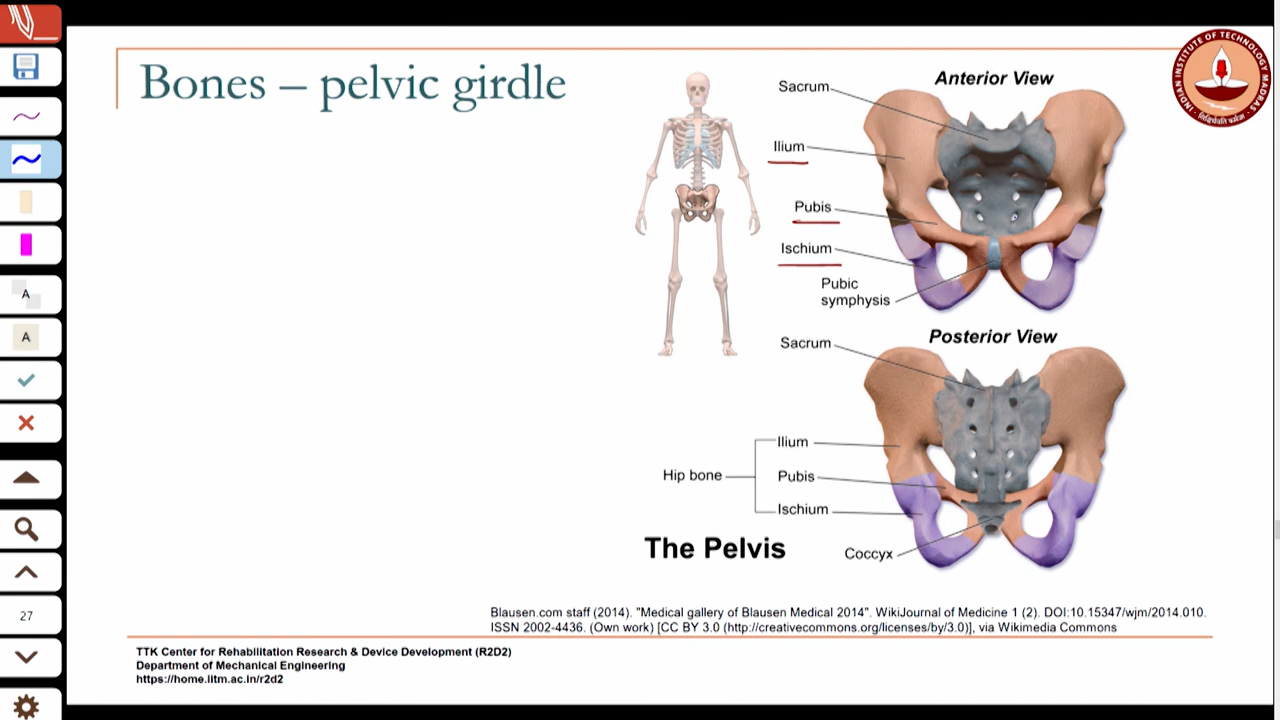 Bones – pelvic girdle
INDIAN INSTITUTE OF TECHNOLOGY MADRAS
Anterior View
Sacrum
Ilium
Pubis
Ischium
Pubic
symphysis
Posterior View
Sacrum
Ilium
Hip bone
Pubis
Ischium
The Pelvis
Coccyx
Blausen.com staff (2014). "Medical gallery of Blausen Medical 2014". WikiJournal of Medicine 1 (2). DOI:10.15347/wjm/2014.010.
ISSN 2002-4436. (Own work) [CC BY 3.0 (http://creativecommons.org/licenses/by/3.0)], via Wikimedia Commons
TTK Center for Rehabilitation Research & Device Development (R2D2)
Department of Mechanical Engineering
https://home.iitm.ac.in/r2d2
A
A
27